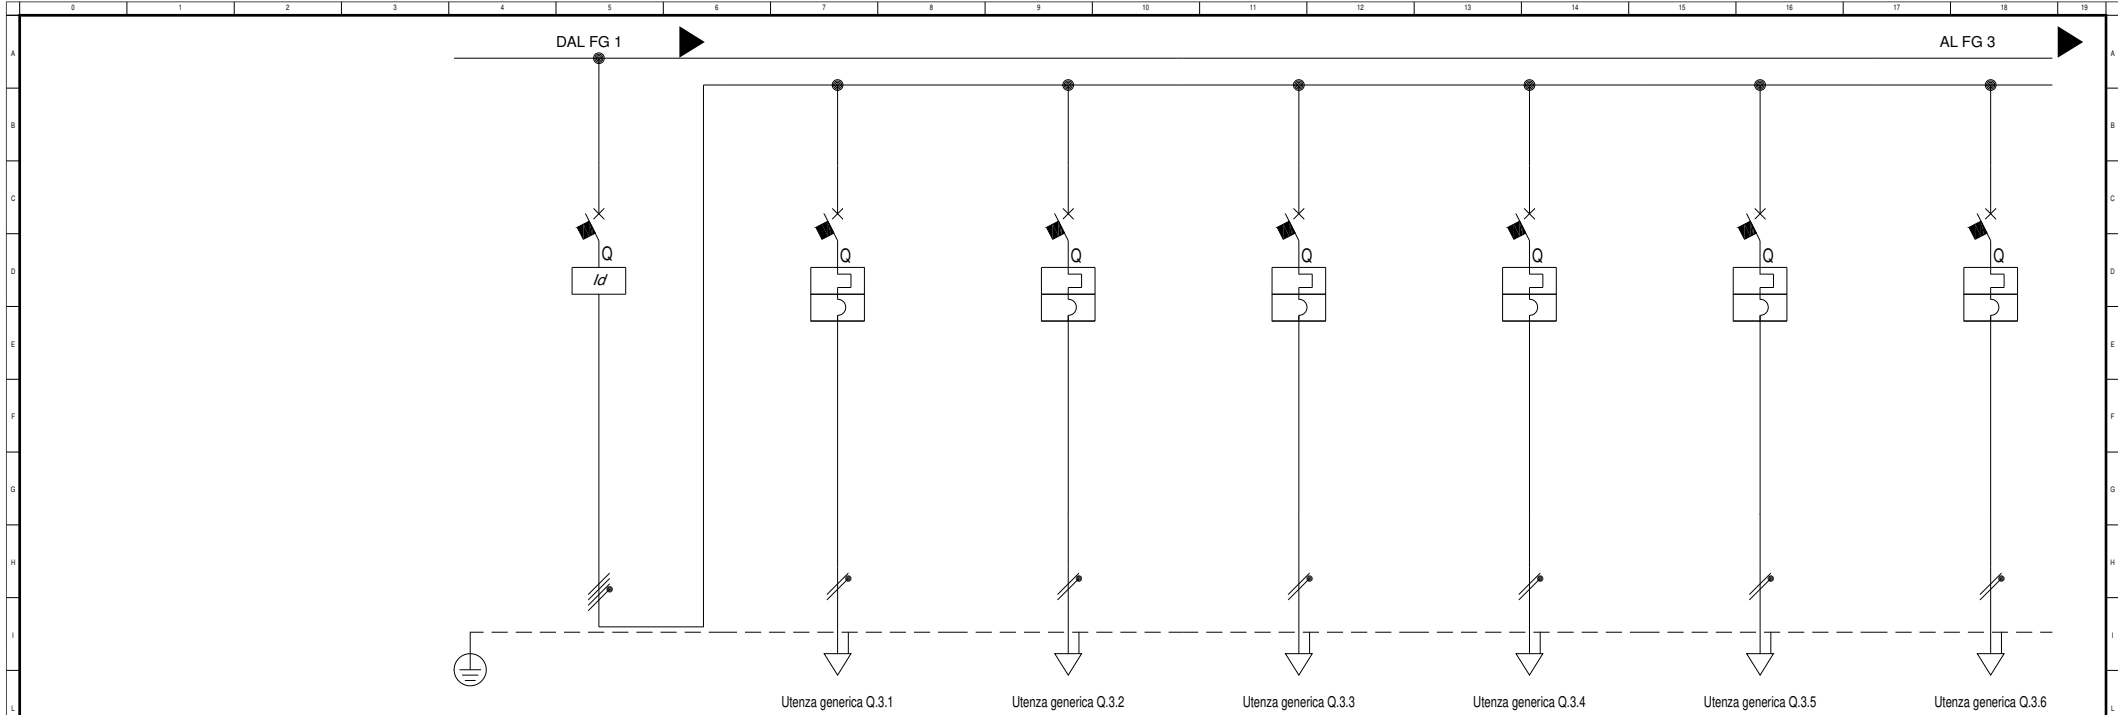 0 1 2 3 4 5 6 7 8 9 10 11 12 13 14 15 16 17 18 19
DAL FG 1 AL FG 3
A A
B B
C C
Q Q Q Q Q Q Q
D D
Id
E E
F F
G G
H H
I I
Utenza generica Q.3.1 Utenza generica Q.3.2 Utenza generica Q.3.3 Utenza generica Q.3.4 Utenza generica Q.3.5 Utenza generica Q.3.6
L L